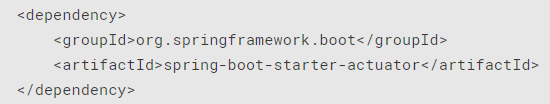 <dependency>
    <groupId>org.springframework.boot</groupId>
    <artifactId>spring-boot-starter-actuator</artifactId>
</dependency>